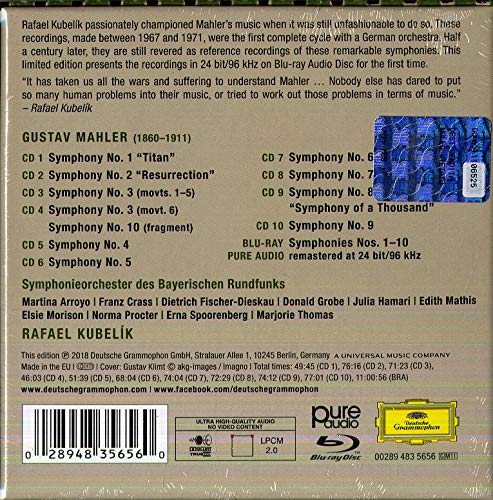 Rafael Kubelík passionately championed Mahler's music when it was still unfashionable to do so. These
recordings, made between 1967 and 1971, were the first complete cycle with a German orchestra. Half
a century later, they are still revered as reference recordings of these remarkable symphonies. This
limited edition presents the recordings in 24 bit/96 kHz on Blu-ray Audio Disc for the first time.
"It has taken us all the wars and suffering to understand Mahler ... Nobody else has dared to put
so many human problems into their music, or tried to work out those problems in terms of music."
– Rafael Kubelík
GUSTAV MAHLER (1860–1911)
CD 1 Symphony No. 1 "Titan"
CD 2 Symphony No. 2 "Resurrection"
CD 3 Symphony No. 3 (movts. 1–5)
CD 4 Symphony No. 3 (movt. 6)
Symphony No. 10 (fragment)
CD 5 Symphony No. 4
CD 6 Symphony No. 5
CD 7 Symphony No. 6
CD 8 Symphony No. 7
CD 9 Symphony No. 8
"Symphony of a Thousand"
CD 10 Symphony No. 9
BLU-RAY Symphonies Nos. 1–10
PURE AUDIO remastered at 24 bit/96 kHz
06525
Symphonieorchester des Bayerischen Rundfunks
Martina Arroyo | Franz Crass | Dietrich Fischer-Dieskau | Donald Grobe | Julia Hamari | Edith Mathis
Elsie Morison | Norma Procter | Erna Spoorenberg | Marjorie Thomas
RAFAEL KUBELÍK
This edition ℗ 2018 Deutsche Grammophon GmbH, Stralauer Allee 1, 10245 Berlin, Germany A UNIVERSAL MUSIC COMPANY
Made in the EU | Cover: Gustav Klimt © akg-images / Imagno | Total times: 49:45 (CD 1), 76:16 (CD 2), 71:23 (CD 3),
46:03 (CD 4), 51:39 (CD 5), 68:04 (CD 6), 74:04 (CD 7), 72:29 (CD 8), 74:12 (CD 9), 77:01 (CD 10), 11:00:56 (BRA)
www.deutschegrammophon.com www.facebook.com/deutschegrammophon
0 28948 35656 0
ULTRA HIGH-QUALITY AUDIO
NO VIDEO CONTENT
LPCM
2.0
pure
audio
Blu-ray Disc
Deutsche
Grammophon
00289 483 5656 GM11